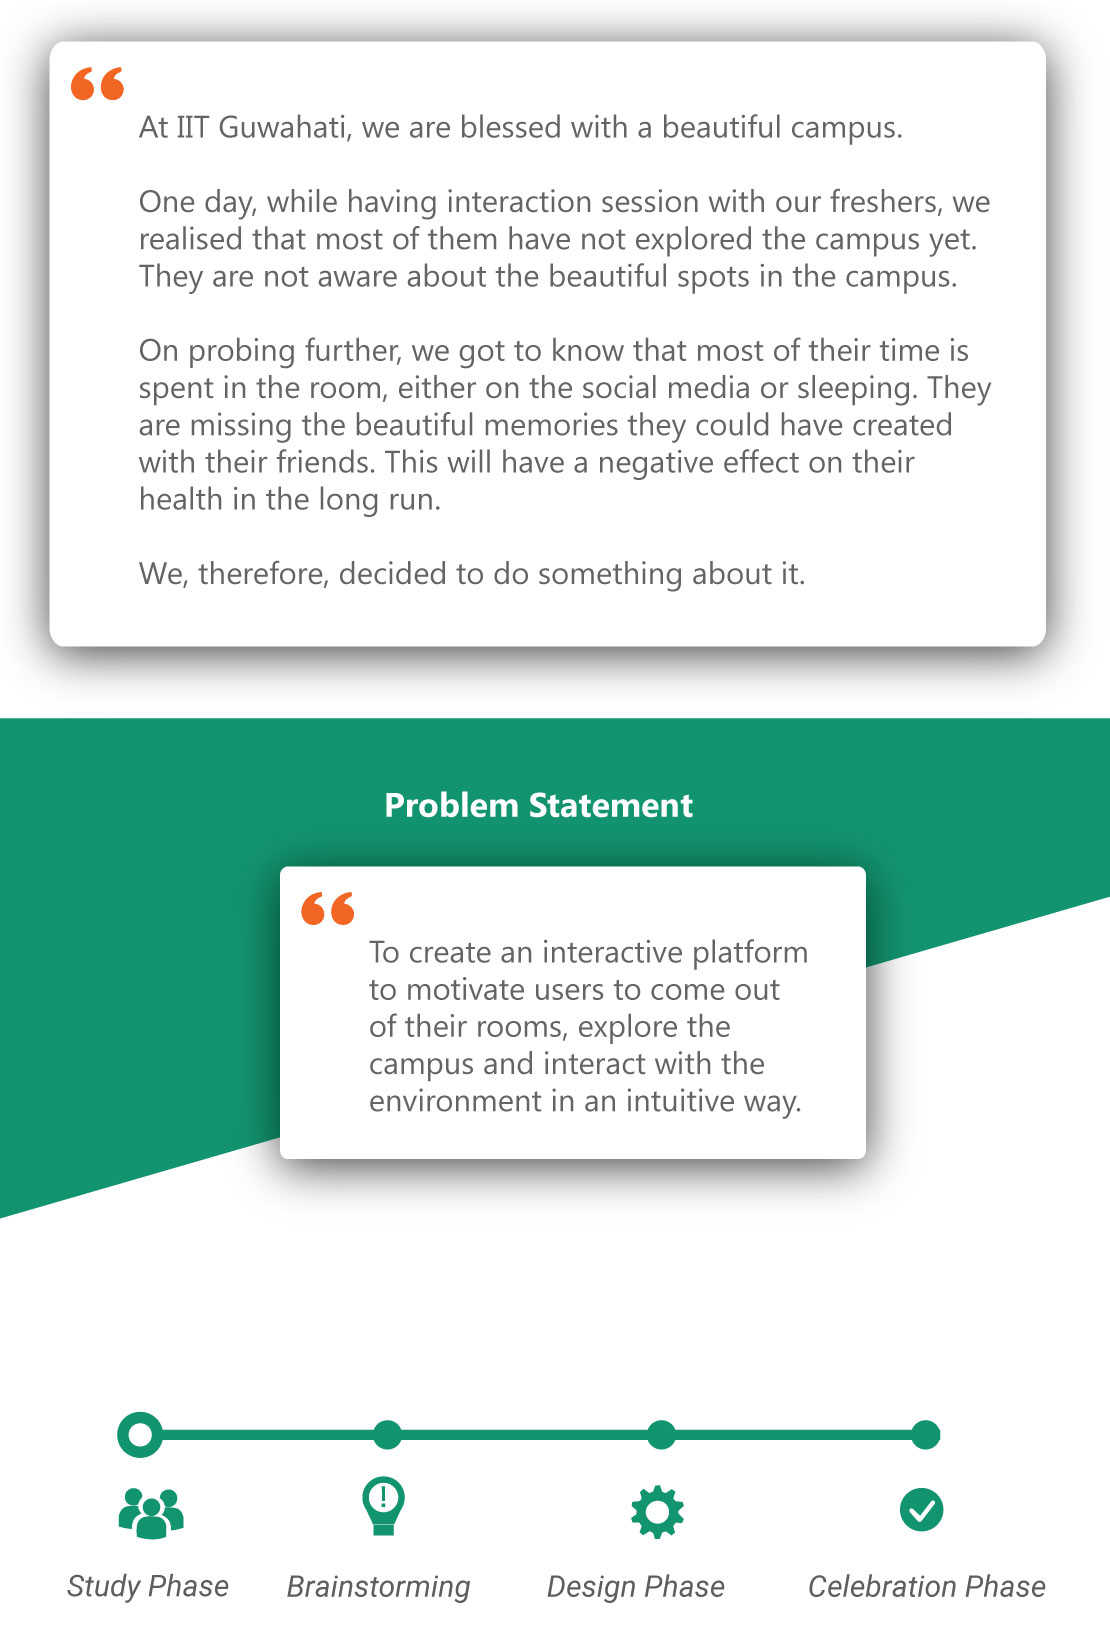 “
At IIT Guwahati, we are blessed with a beautiful campus.
One day, while having interaction session with our freshers, we
realised that most of them have not explored the campus yet.
They are not aware about the beautiful spots in the campus.
On probing further, we got to know that most of their time is
spent in the room, either on the social media or sleeping. They
are missing the beautiful memories they could have created
with their friends. This will have a negative effect on their
health in the long run.
We, therefore, decided to do something about it.
Problem Statement
“
To create an interactive platform
to motivate users to come out
of their rooms, explore the
campus and interact with the
environment in an intuitive way.
Study Phase
Brainstorming
Design Phase
Celebration Phase